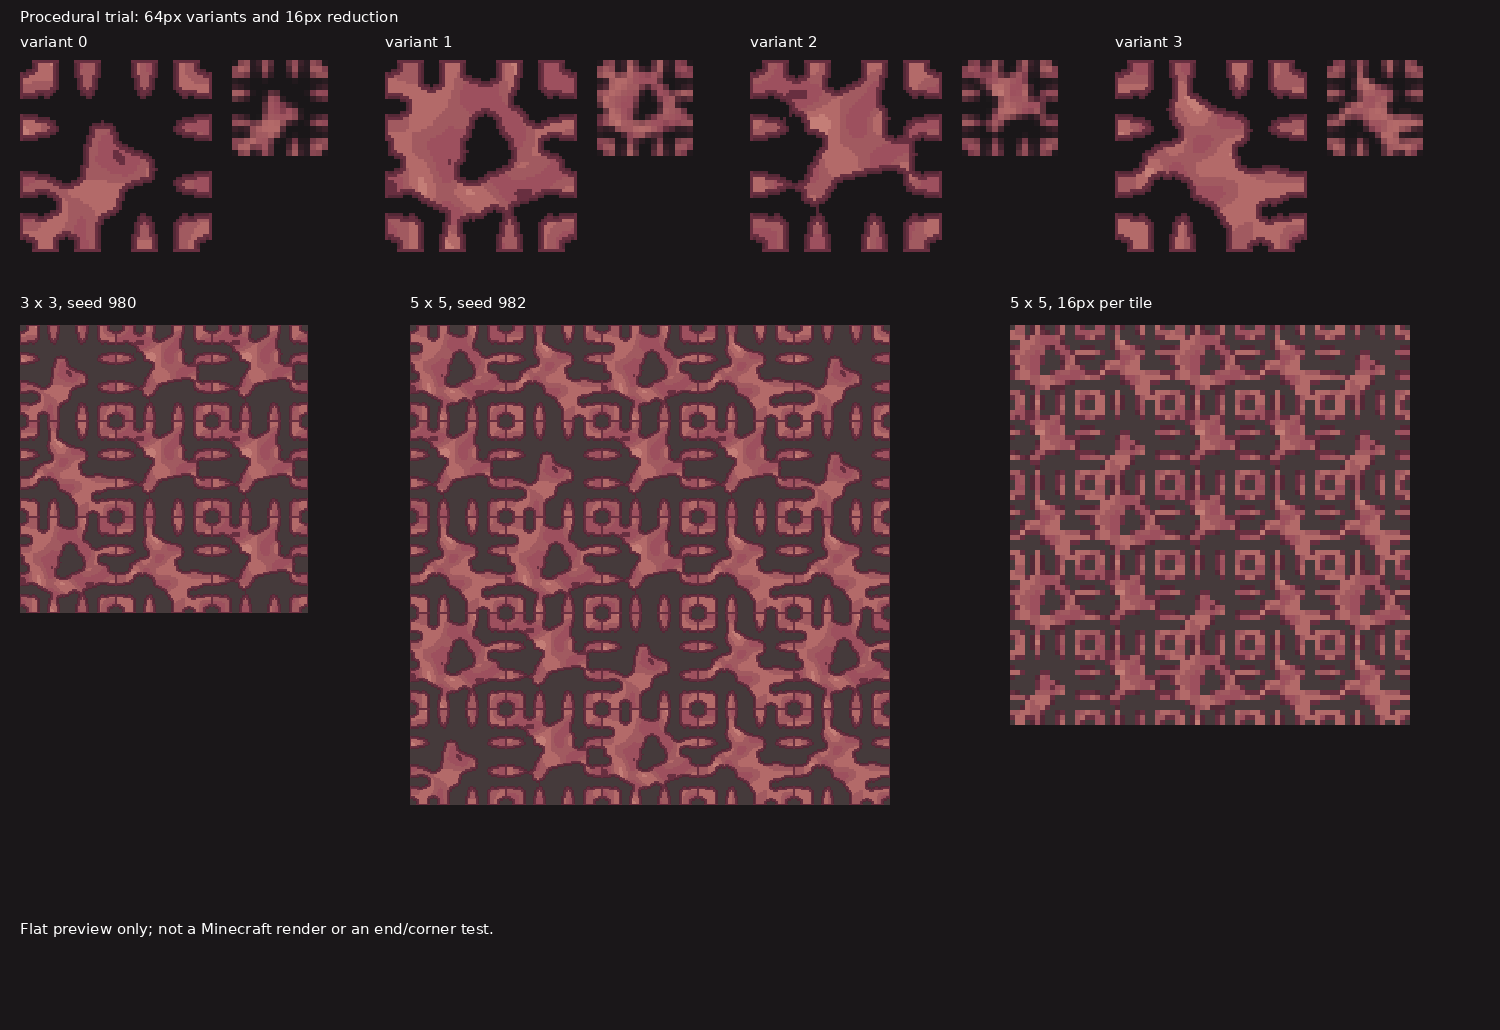 Procedural trial: 64px variants and 16px reduction
variant 0
variant 1
variant 2
variant 3
3 x 3, seed 980
5 x 5, seed 982
5 x 5, 16px per tile
Flat preview only; not a Minecraft render or an end/corner test.